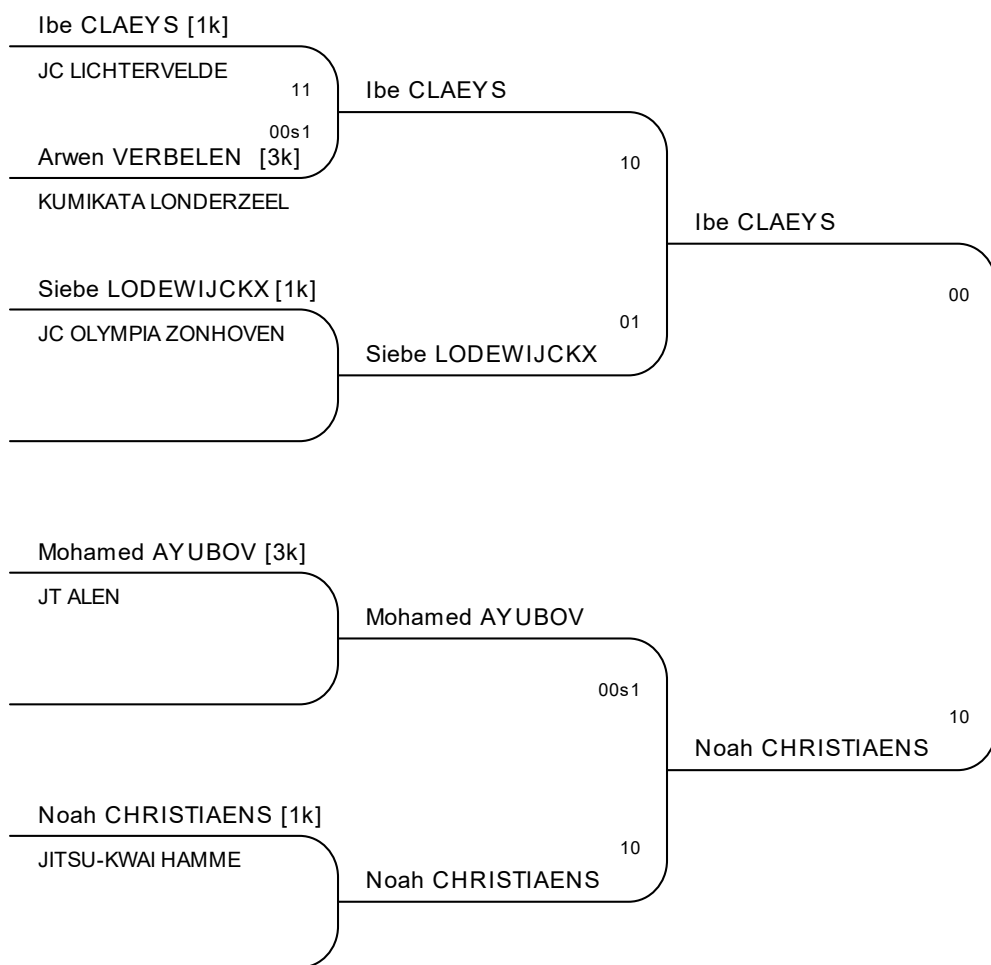 Ibe CLAEYS [1k]
JC LICHTERVELDE
11
Ibe CLAEYS
00s1
Arwen VERBELEN [3k]
10
KUMIKATA LONDERZEEL
Ibe CLAEYS
Siebe LODEWIJCKX [1k]
00
JC OLYMPIA ZONHOVEN
01
Siebe LODEWIJCKX
Mohamed AYUBOV [3k]
JT ALEN
Mohamed AYUBOV
00s1
10
Noah CHRISTIAENS
Noah CHRISTIAENS [1k]
JITSU-KWAI HAMME
10
Noah CHRISTIAENS